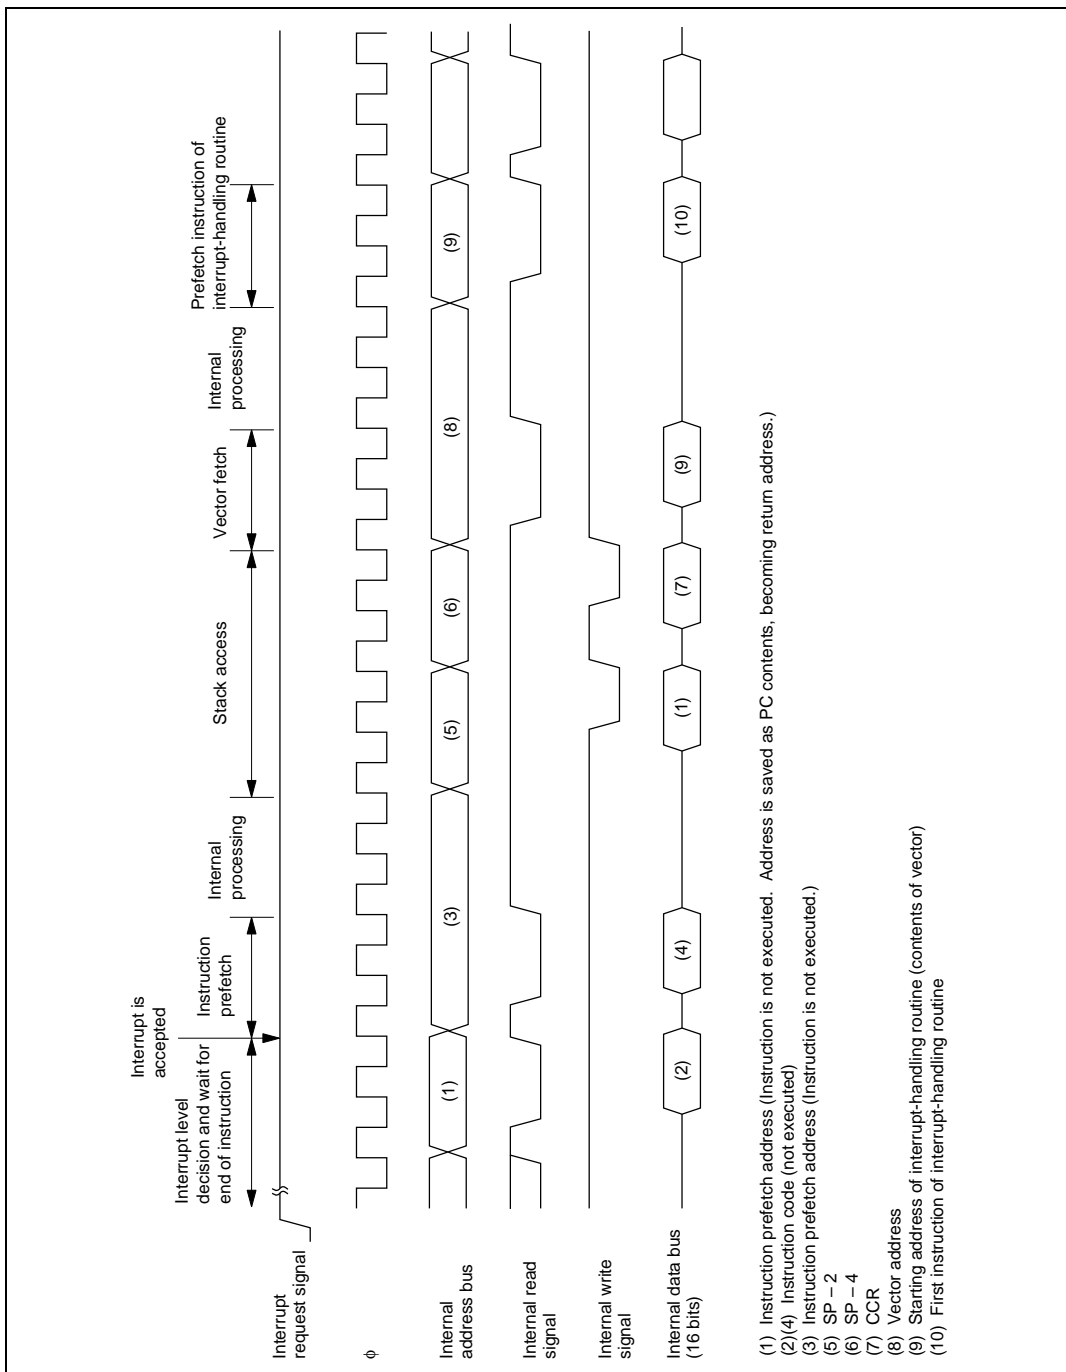 Interrupt is
accepted
Interrupt level
decision and wait for
end of instruction
Instruction
prefetch
Internal
processing
Stack access
Vector fetch
Internal
processing
Prefetch instruction of
interrupt-handling routine
Interrupt
request signal
φ
Internal
address bus
(1)
(3)
(5)
(6)
(8)
(9)
Internal read
signal
Internal write
signal
Internal data bus
(16 bits)
(2)
(4)
(1)
(7)
(9)
(10)
(1) Instruction prefetch address (Instruction is not executed. Address is saved as PC contents, becoming return address.)
(2)(4) Instruction code (not executed)
(3) Instruction prefetch address (Instruction is not executed.)
(5) SP – 2
(6) SP – 4
(7) CCR
(8) Vector address
(9) Starting address of interrupt-handling routine (contents of vector)
(10) First instruction of interrupt-handling routine